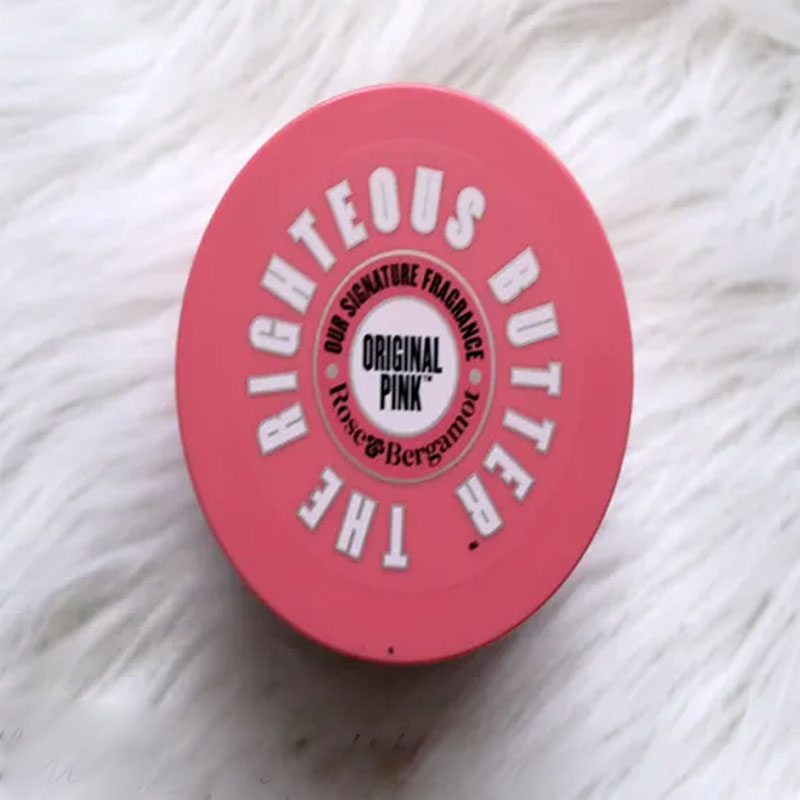 THE RIGHTEOUS BUTTER
OUR SIGNATURE FRAGRANCE
ORIGINAL
PINK™
Rose & Bergamot